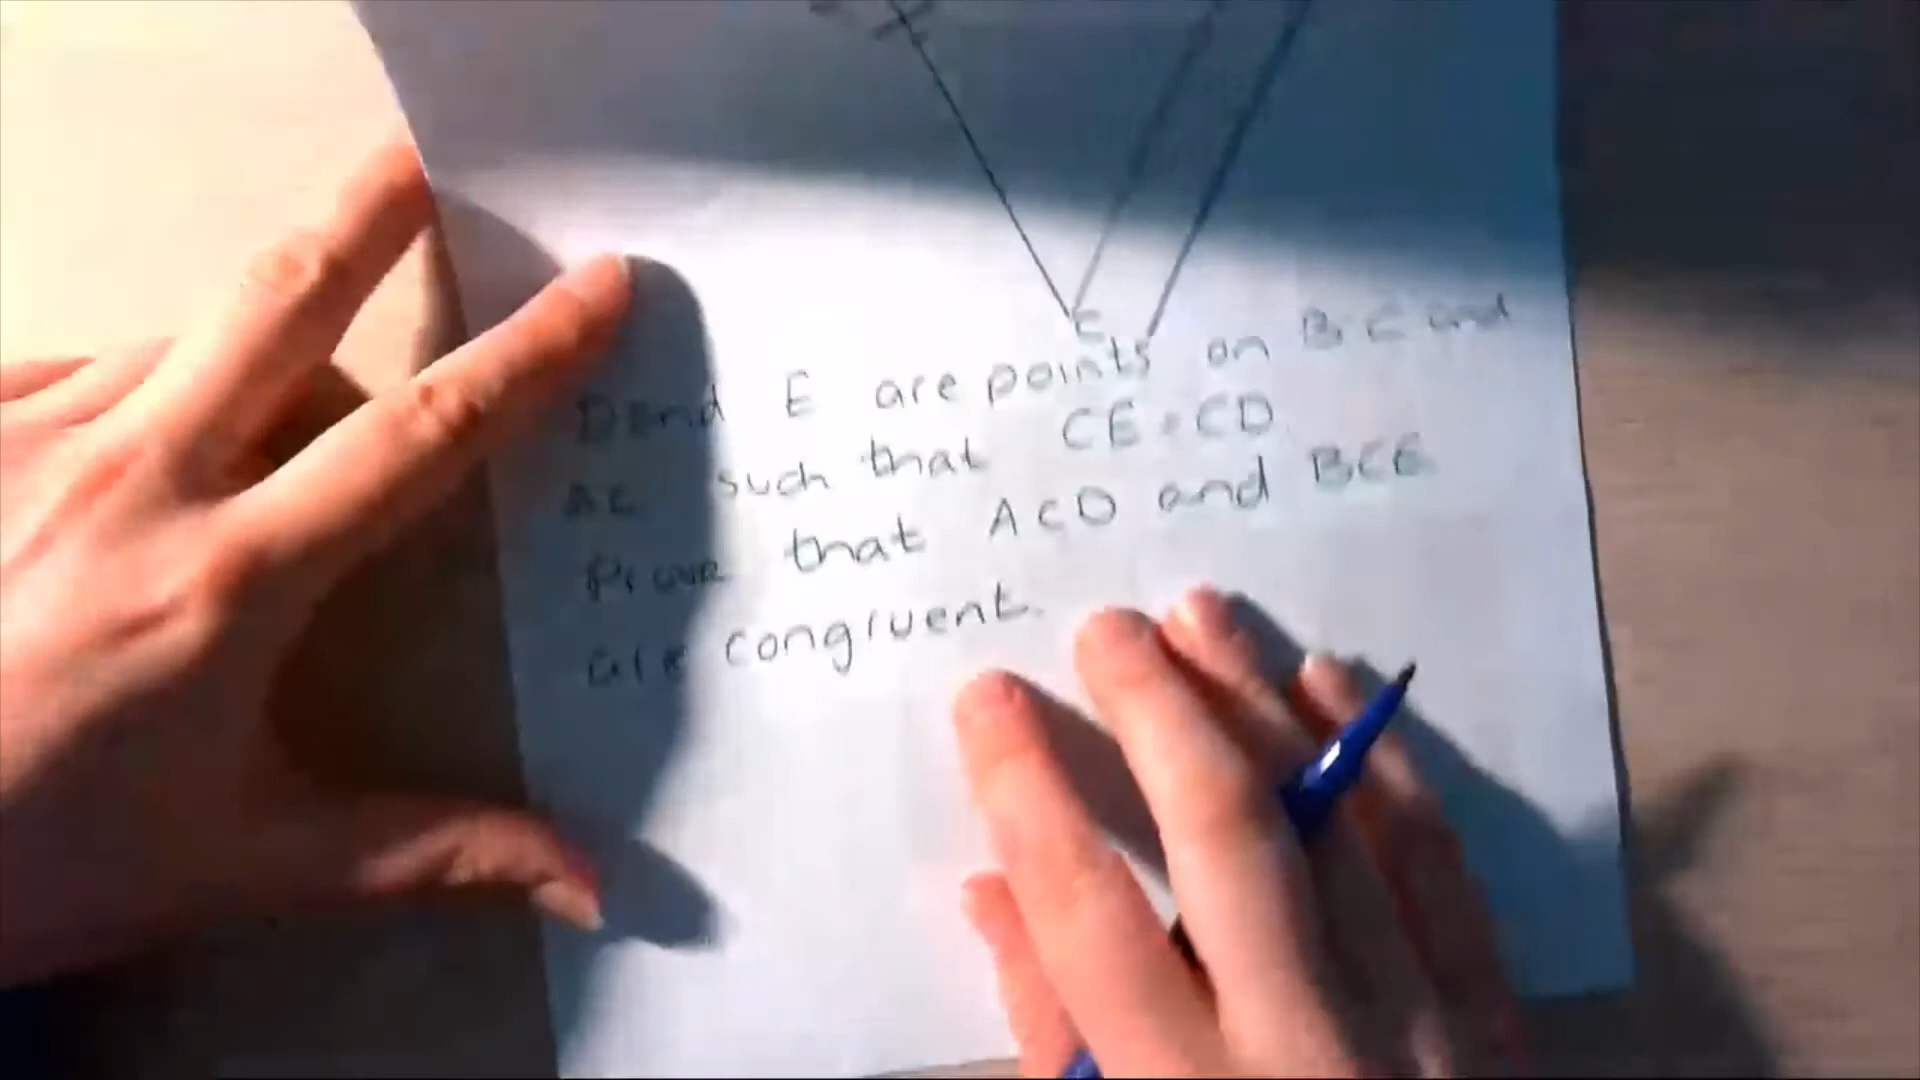 C
D and E are points on BC and
AC such that CE = CD.
Prove that ACD and BCE
are congruent.